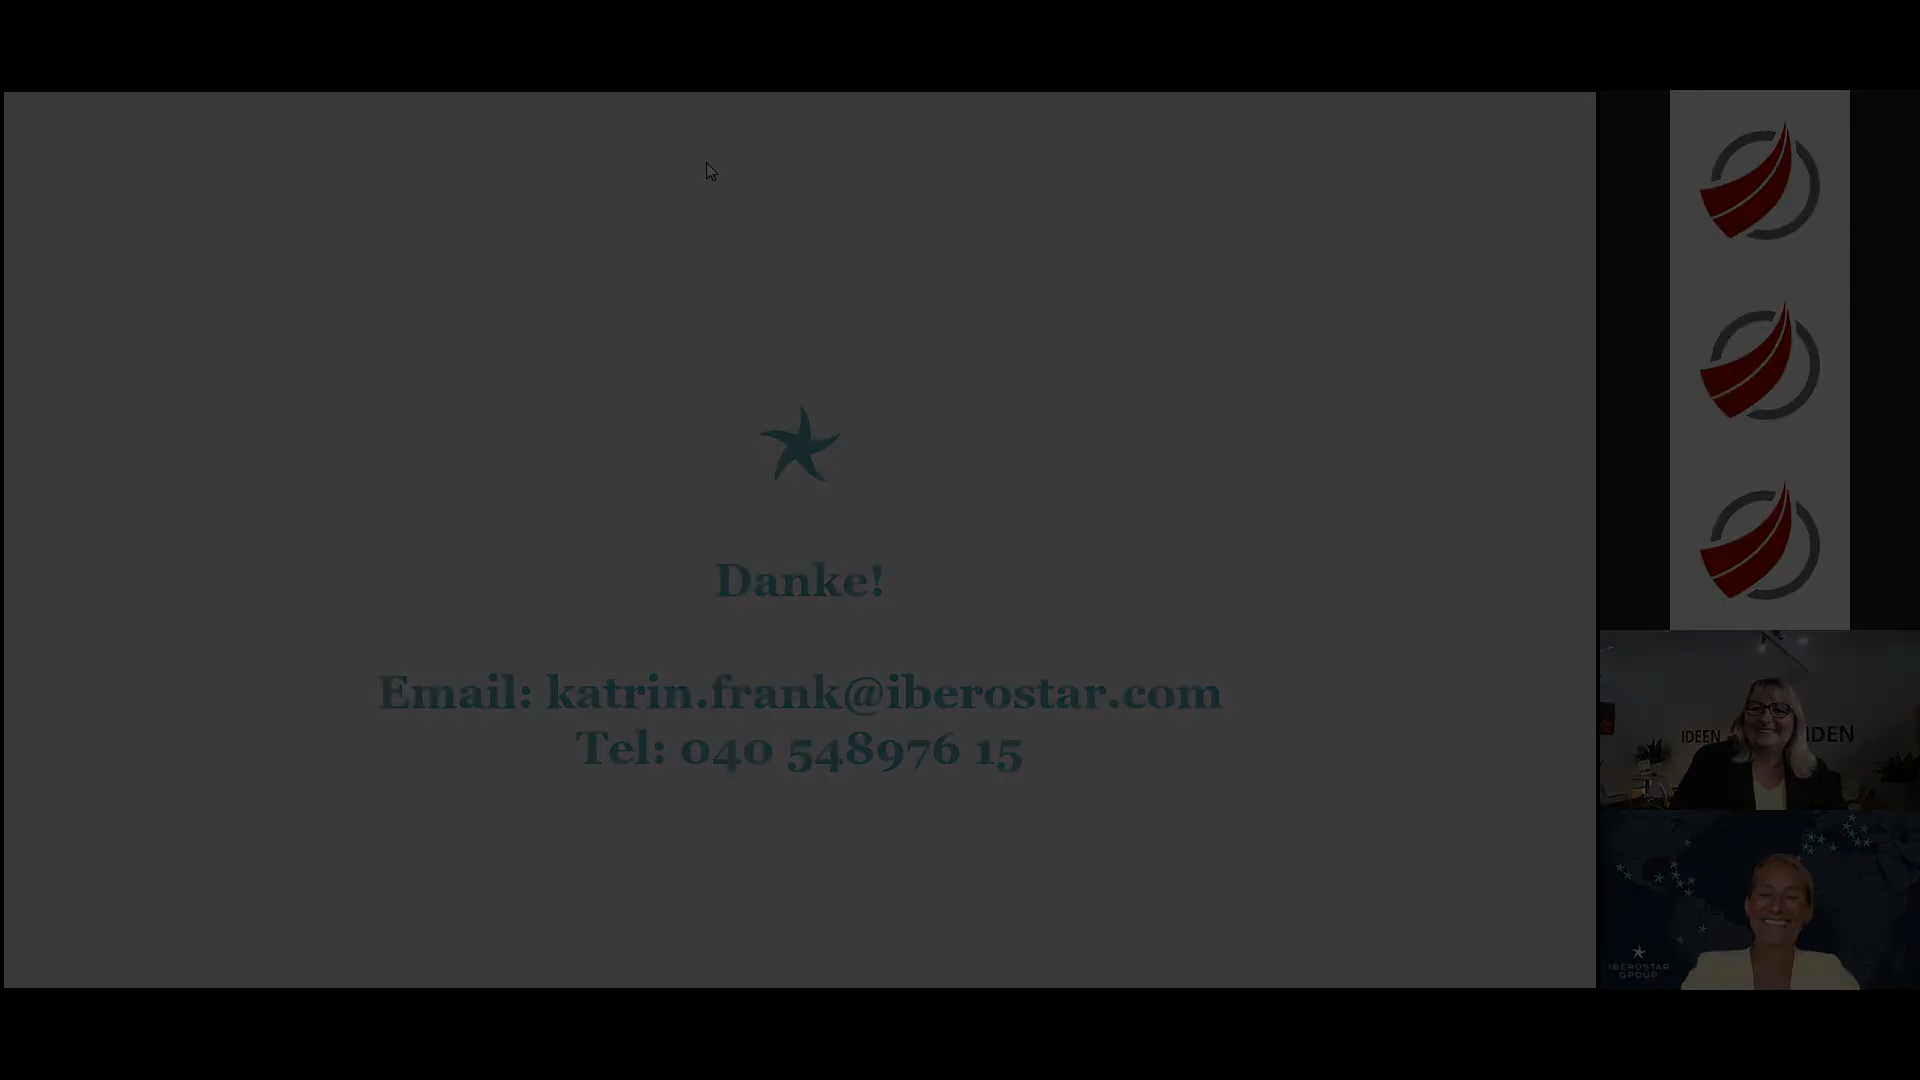 Danke!
Email: katrin.frank@iberostar.com
Tel: 040 548976 15
IDEEN
IDEN
IBEROSTAR
GROUP